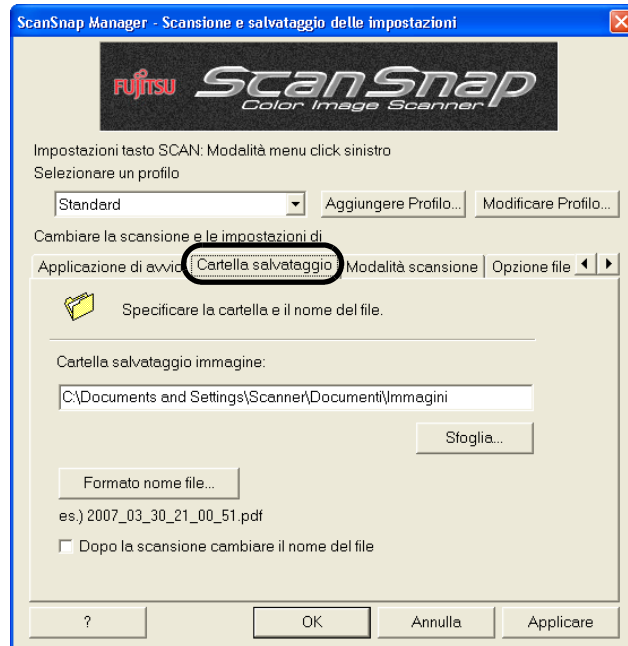 ScanSnap Manager - Scansione e salvataggio delle impostazioni
FUJITSU ScanSnap
Color Image Scanner
Impostazioni tasto SCAN: Modalità menu click sinistro
Selezionare un profilo
Standard Aggiungere Profilo... Modificare Profilo...
Cambiare la scansione e le impostazioni di
Applicazione di avvio Cartella salvataggio Modalità scansione Opzione file
Specificare la cartella e il nome del file.
Cartella salvataggio immagine:
C:\Documents and Settings\Scanner\Documenti\Immagini
Sfoglia...
Formato nome file...
es.) 2007_03_30_21_00_51.pdf
Dopo la scansione cambiare il nome del file
? OK Annulla Applicare